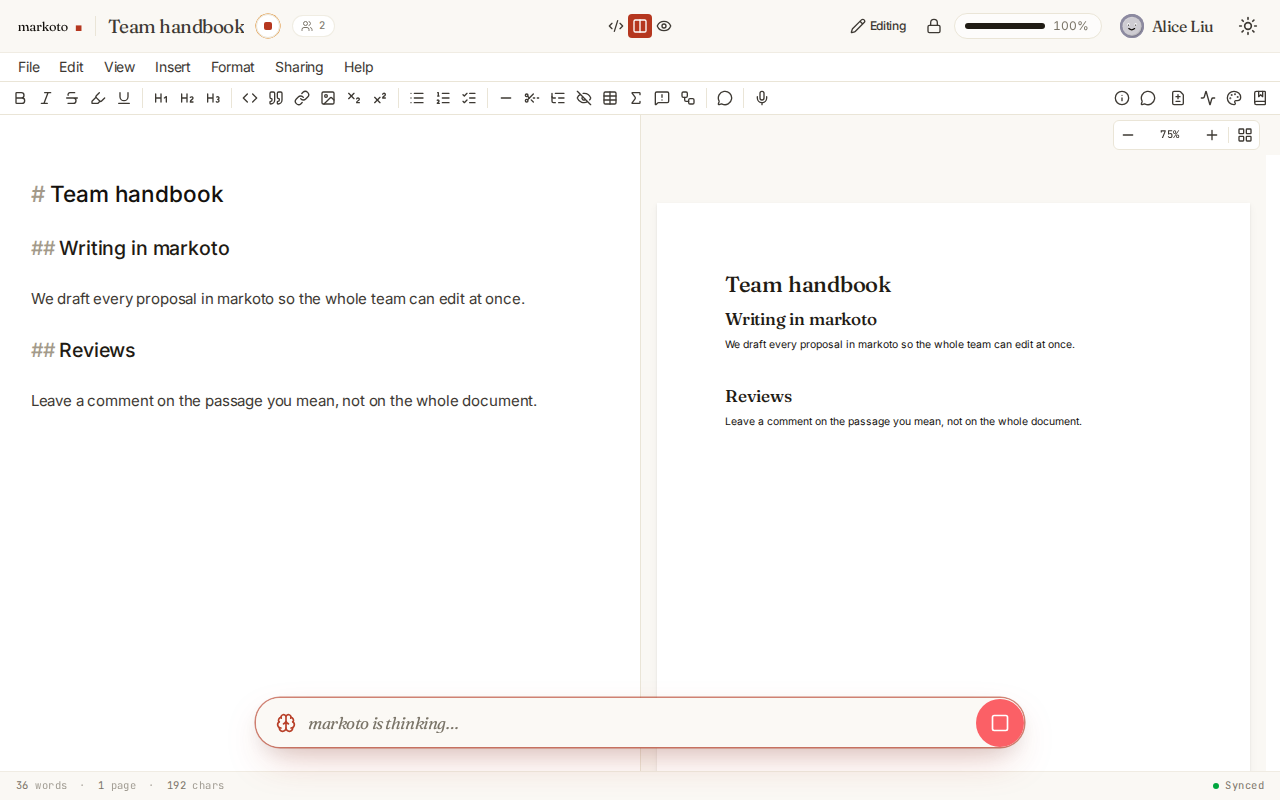 markoto
Team handbook
2
Editing
100%
Alice Liu
File Edit View Insert Format Sharing Help
H1 H2 H3
75%
# Team handbook
## Writing in markoto
We draft every proposal in markoto so the whole team can edit at once.
## Reviews
Leave a comment on the passage you mean, not on the whole document.
Team handbook
Writing in markoto
We draft every proposal in markoto so the whole team can edit at once.
Reviews
Leave a comment on the passage you mean, not on the whole document.
markoto is thinking...
36 words · 1 page · 192 chars
Synced